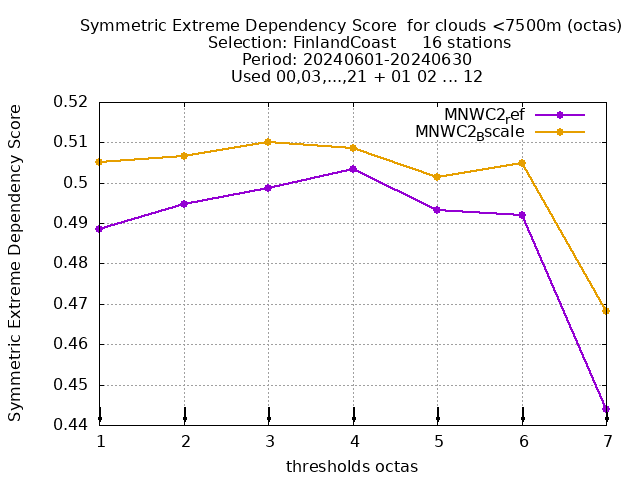 Symmetric Extreme Dependency Score  for clouds <7500m (octas)
Selection: FinlandCoast     16 stations
Period: 20240601-20240630
Used 00,03,...,21 + 01 02 ... 12
MNWC2ref
MNWC2Bscale
Symmetric Extreme Dependency Score
0.52
0.51
0.5
0.49
0.48
0.47
0.46
0.45
0.44
1 2 3 4 5 6 7
thresholds octas